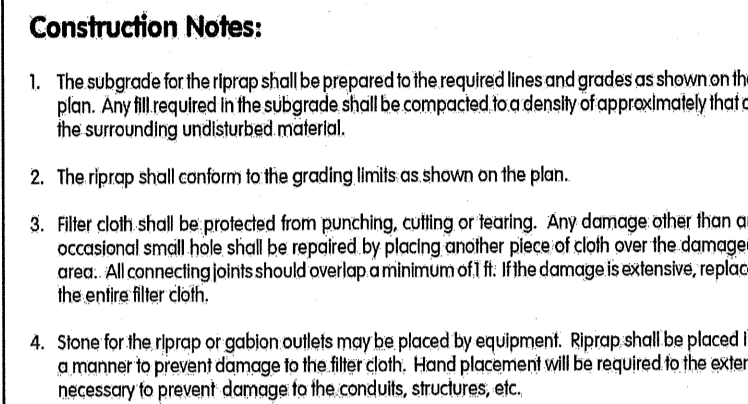 Construction Notes:
1. The subgrade for the riprap shall be prepared to the required lines and grades as shown on the
plan. Any fill required in the subgrade shall be compacted to a density of approximately that
the surrounding undisturbed material.
2. The riprap shall conform to the grading limits as shown on the plan.
3. Filter cloth shall be protected from punching, cutting or tearing. Any damage other than
occasional small hole shall be repaired by placing another piece of cloth over the damage
area. All connecting joints should overlap a minimum of 1 ft. If the damage is extensive, replac
the entire filter cloth.
4. Stone for the riprap or gabion outlets may be placed by equipment. Riprap shall be placed
a manner to prevent damage to the filter cloth. Hand placement will be required to the exten
necessary to prevent damage to the conduits, structures, etc.